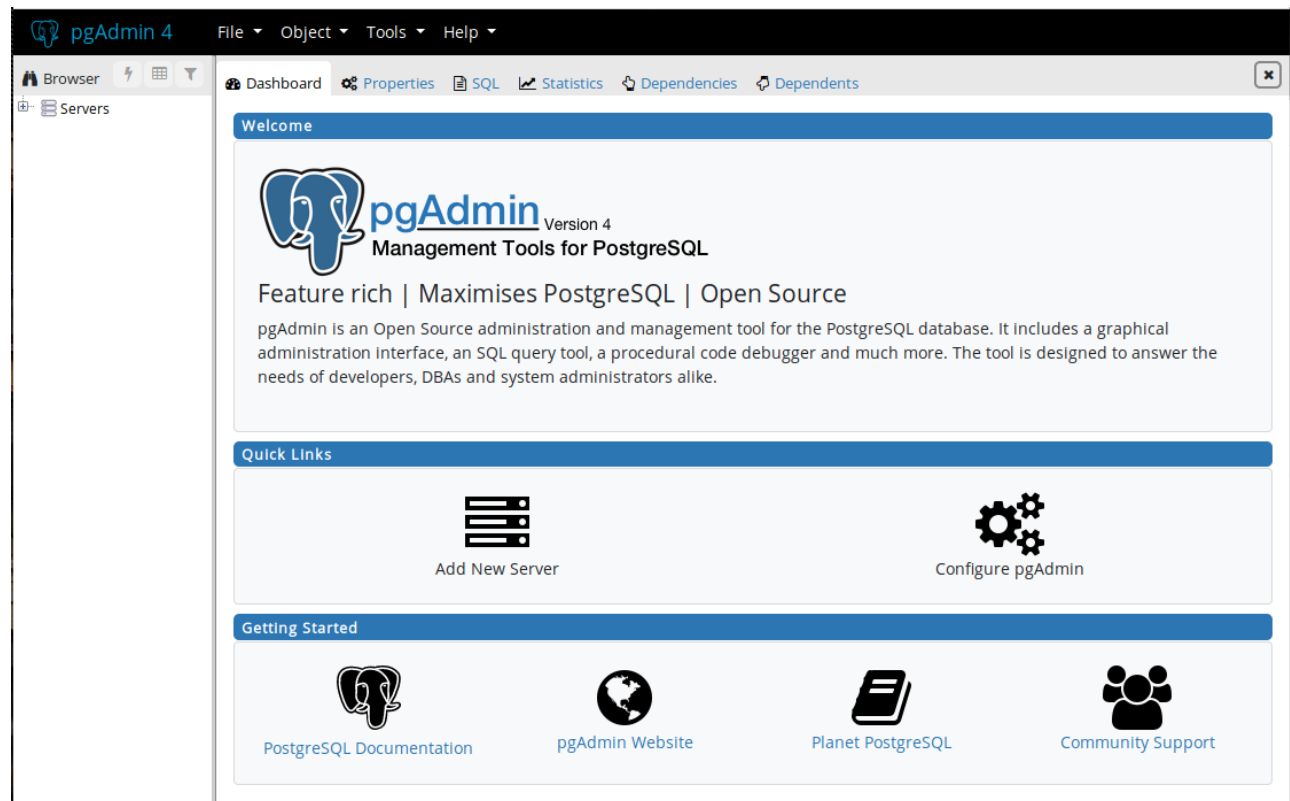 pgAdmin 4 File Object Tools Help
Browser
Dashboard Properties SQL Statistics Dependencies Dependents
Servers
Welcome
pgAdmin Version 4
Management Tools for PostgreSQL
Feature rich | Maximises PostgreSQL | Open Source
pgAdmin is an Open Source administration and management tool for the PostgreSQL database. It includes a graphical
administration interface, an SQL query tool, a procedural code debugger and much more. The tool is designed to answer the
needs of developers, DBAs and system administrators alike.
Quick Links
Add New Server
Configure pgAdmin
Getting Started
PostgreSQL Documentation
pgAdmin Website
Planet PostgreSQL
Community Support